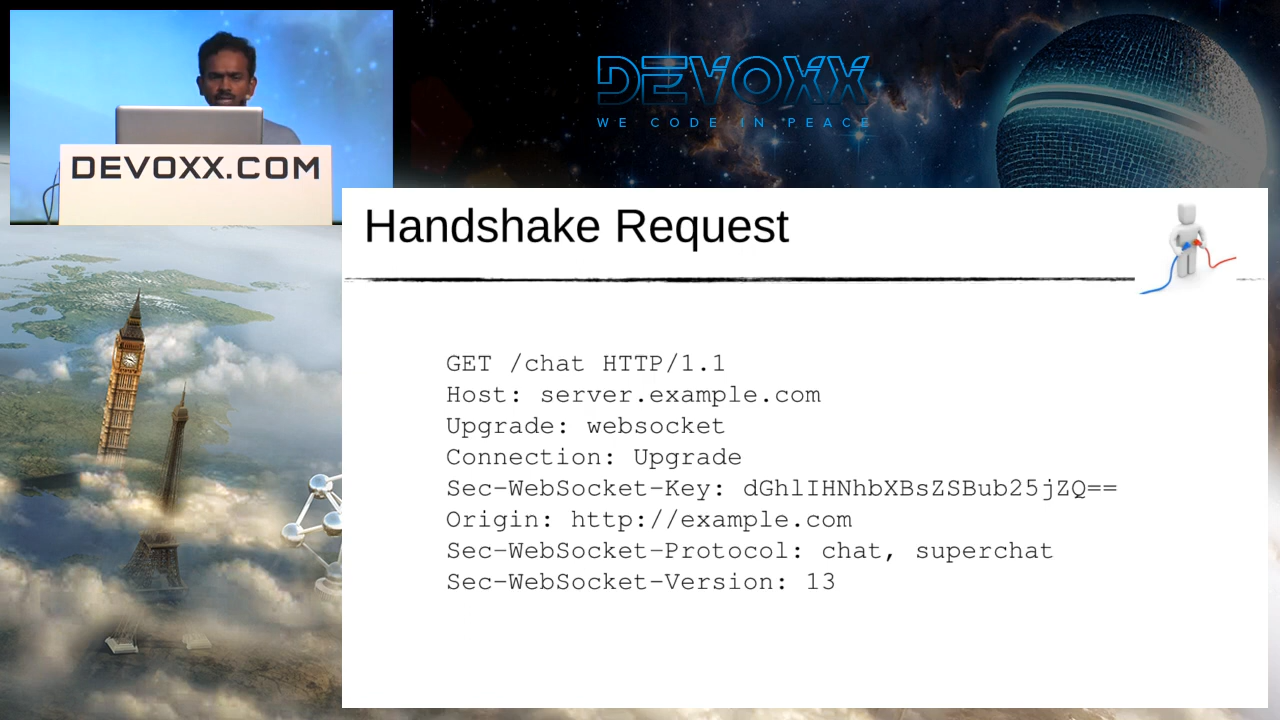 DEVOXX
WE CODE IN PEACE
DEVOXX.COM
Handshake Request
GET /chat HTTP/1.1
Host: server.example.com
Upgrade: websocket
Connection: Upgrade
Sec-WebSocket-Key: dGhlIHNhbXBsZSBub25jZQ==
Origin: http://example.com
Sec-WebSocket-Protocol: chat, superchat
Sec-WebSocket-Version: 13